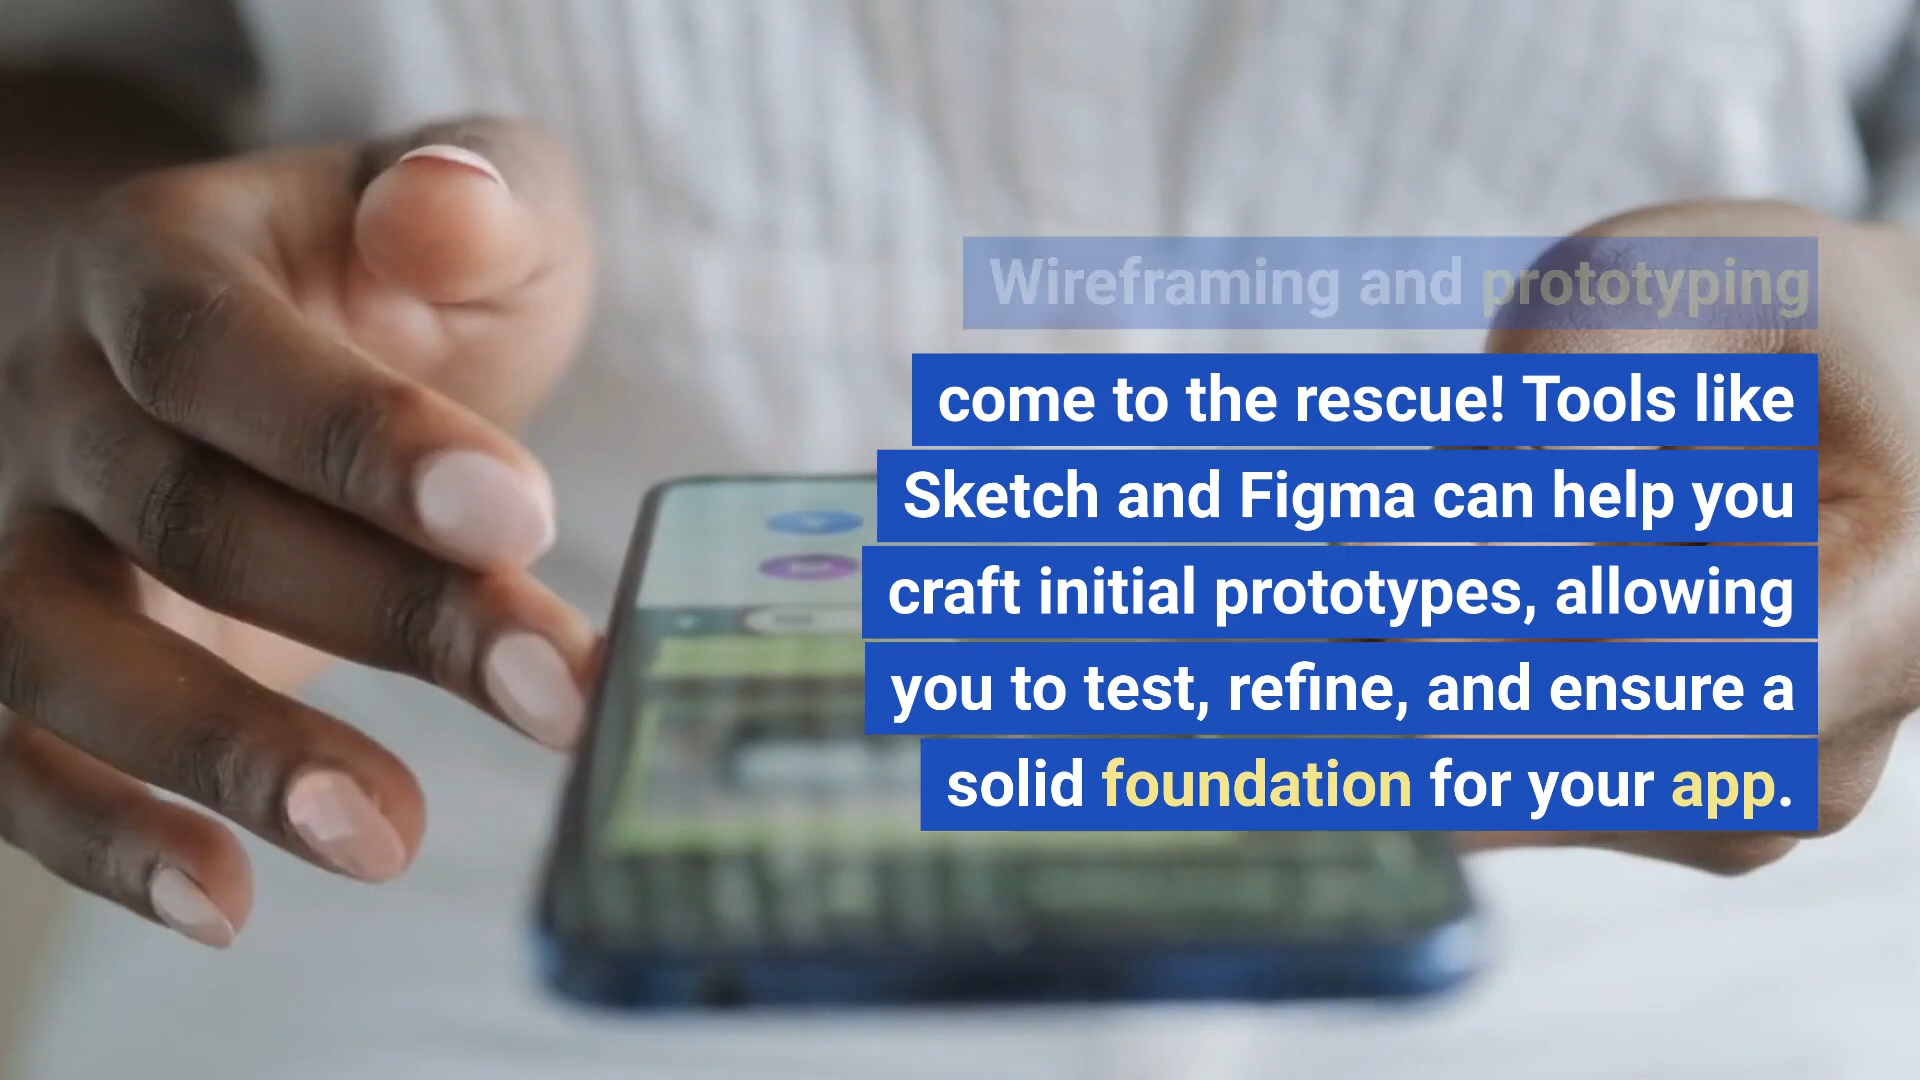 Wireframing and prototyping
come to the rescue! Tools like
Sketch and Figma can help you
craft initial prototypes, allowing
you to test, refine, and ensure a
solid foundation for your app.